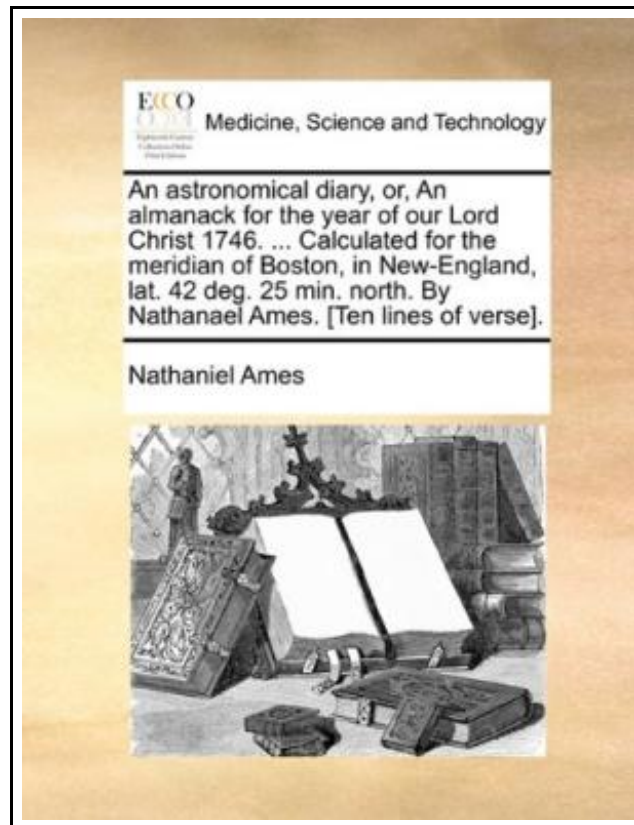 ECCO
Medicine, Science and Technology
An astronomical diary, or, An
almanack for the year of our Lord
Christ 1746. ... Calculated for the
meridian of Boston, in New-England,
lat. 42 deg. 25 min. north. By
Nathanael Ames. [Ten lines of verse].
Nathaniel Ames